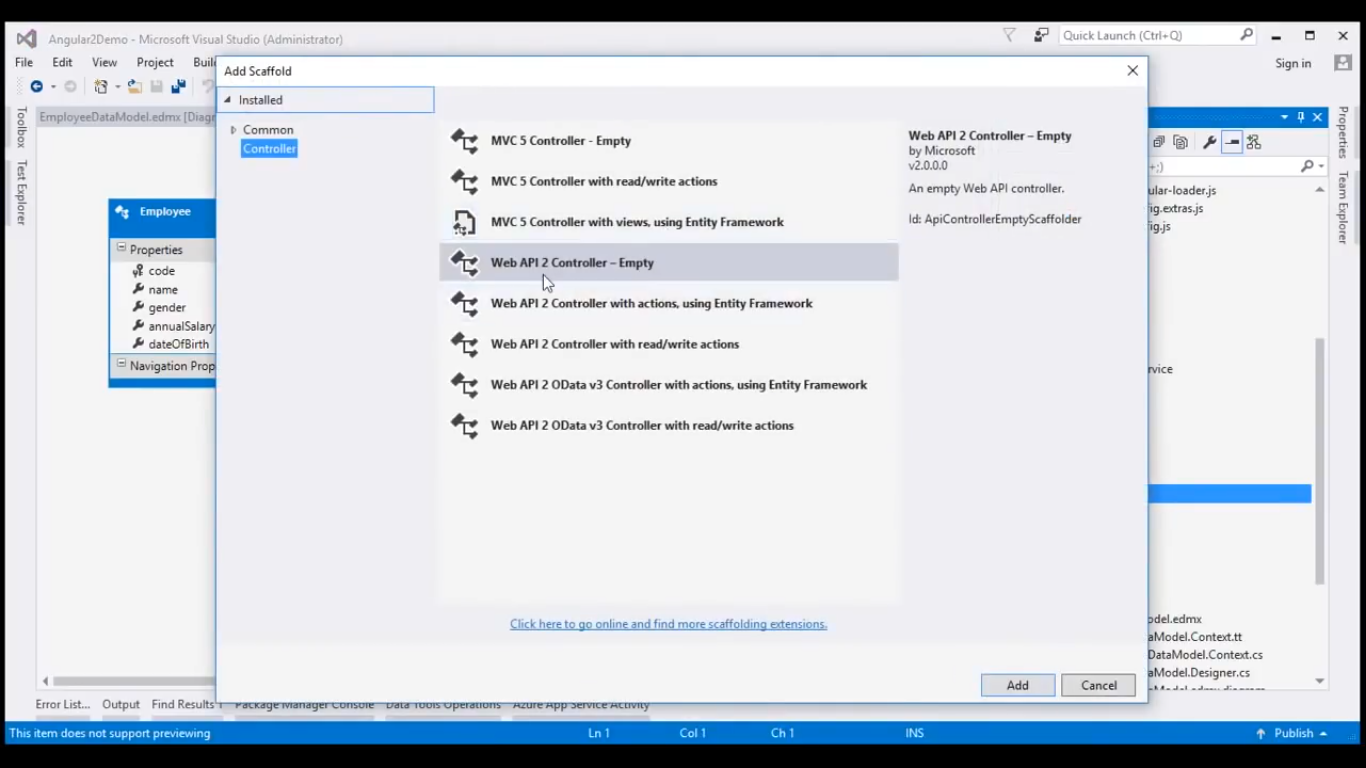 Angular2Demo - Microsoft Visual Studio (Administrator)
Quick Launch (Ctrl+Q)
File Edit View Project
Sign in
Add Scaffold
EmployeeDataModel.edmx
Toolbox
Test Explorer
Installed
Common
Controller
MVC 5 Controller - Empty
MVC 5 Controller with read/write actions
MVC 5 Controller with views, using Entity Framework
Web API 2 Controller – Empty
Web API 2 Controller with actions, using Entity Framework
Web API 2 Controller with read/write actions
Web API 2 OData v3 Controller with actions, using Entity Framework
Web API 2 OData v3 Controller with read/write actions
Web API 2 Controller – Empty
by Microsoft
v2.0.0.0
An empty Web API controller.
Id: ApiControllerEmptyScaffolder
Click here to go online and find more scaffolding extensions.
Add
Cancel
Employee
Properties
code
name
gender
annualSalary
dateOfBirth
Navigation Prop
Properties
Team Explorer
ular-loader.js
ig.extras.js
ig.js
rvice
odel.edmx
aModel.Context.tt
DataModel.Context.cs
aModel.Designer.cs
Error List... Output Find Results 1 Package Manager Console Data Tools Operations Azure App Service Activity
This item does not support previewing
Ln 1 Col 1 Ch 1 INS
Publish